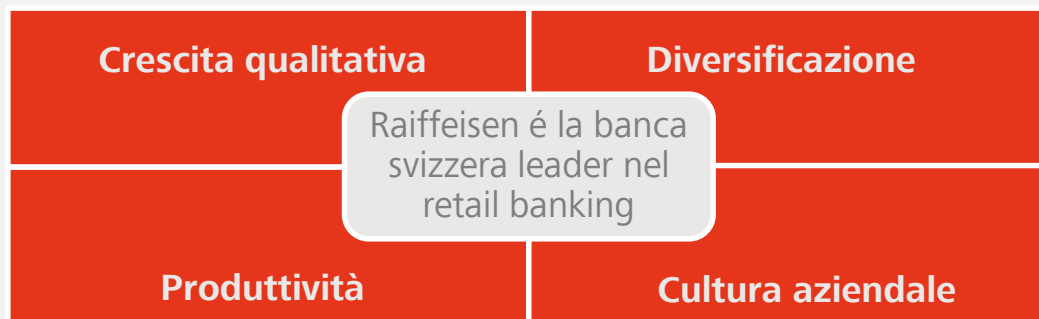 Crescita qualitativa
Diversificazione
Raiffeisen é la banca
svizzera leader nel
retail banking
Produttività
Cultura aziendale